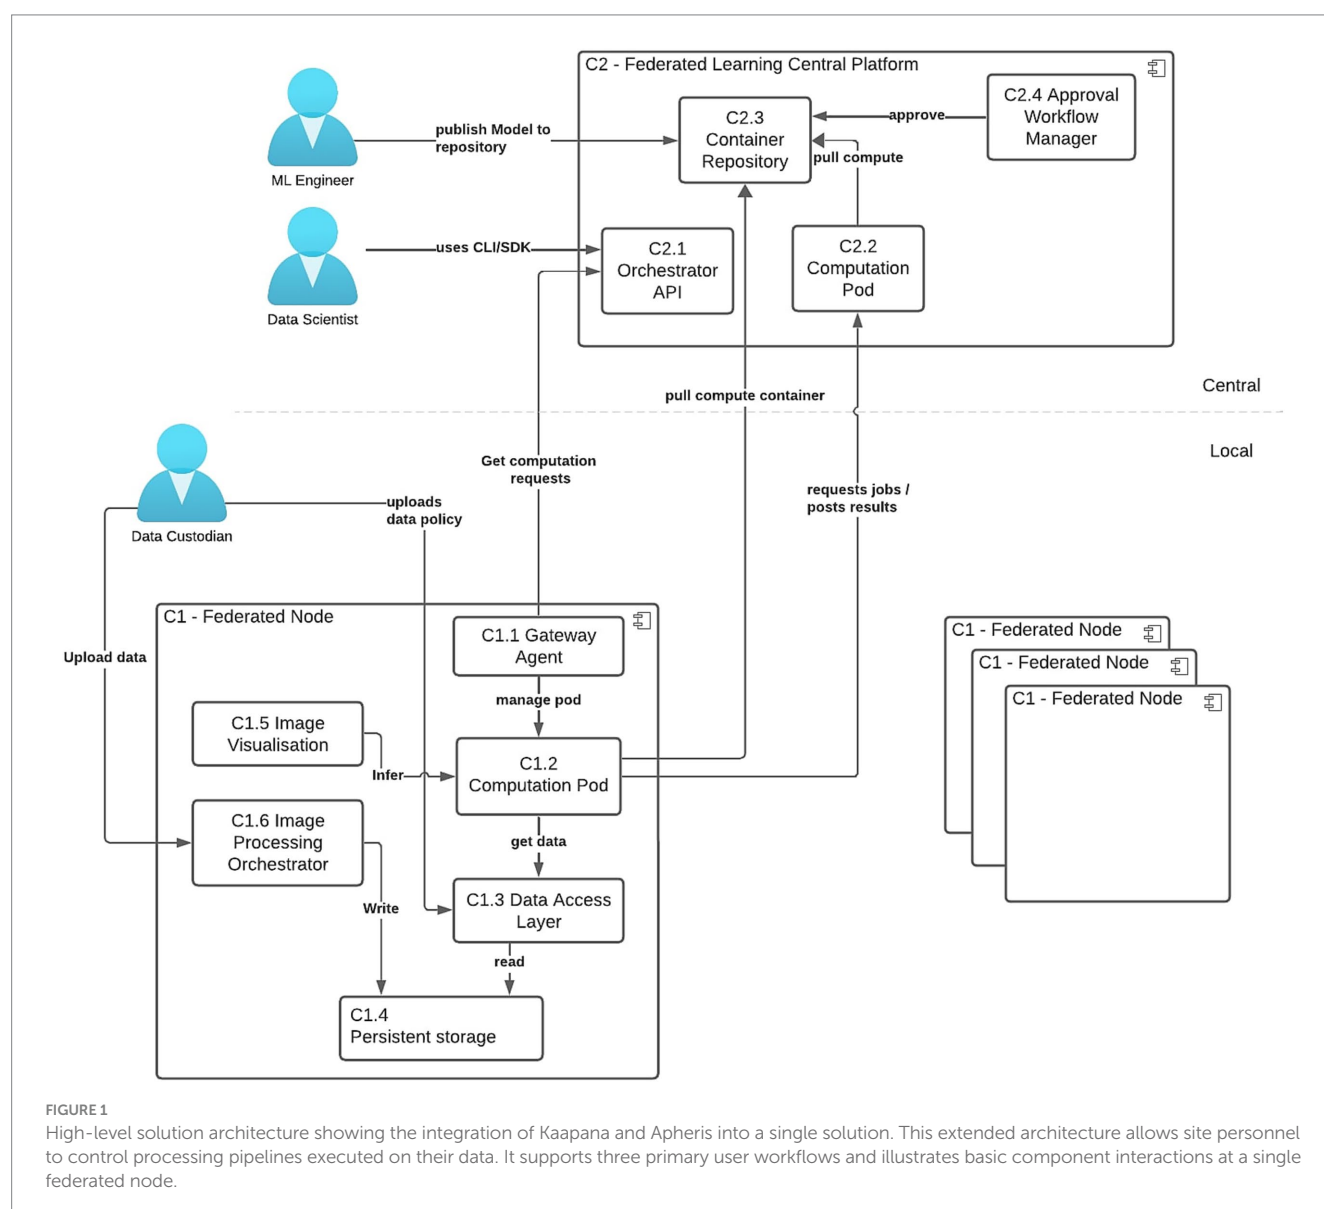 C2 - Federated Learning Central Platform
C2.3
Container
Repository
C2.4 Approval
Workflow
Manager
approve
publish Model to
repository
pull compute
ML Engineer
uses CLI/SDK
C2.1
Orchestrator
API
C2.2
Computation
Pod
Data Scientist
Central
pull compute container
Local
Get computation
requests
requests jobs /
posts results
uploads
data policy
Data Custodian
C1 - Federated Node
C1.1 Gateway
Agent
Upload data
manage pod
C1.5 Image
Visualisation
Infer
C1.2
Computation Pod
C1.6 Image
Processing
Orchestrator
get data
Write
C1.3 Data Access
Layer
read
C1.4
Persistent storage
C1 - Federated Node
C1 - Federated Node
C1 - Federated Node
FIGURE 1
High-level solution architecture showing the integration of Kaapana and Apheris into a single solution. This extended architecture allows site personnel
to control processing pipelines executed on their data. It supports three primary user workflows and illustrates basic component interactions at a single
federated node.